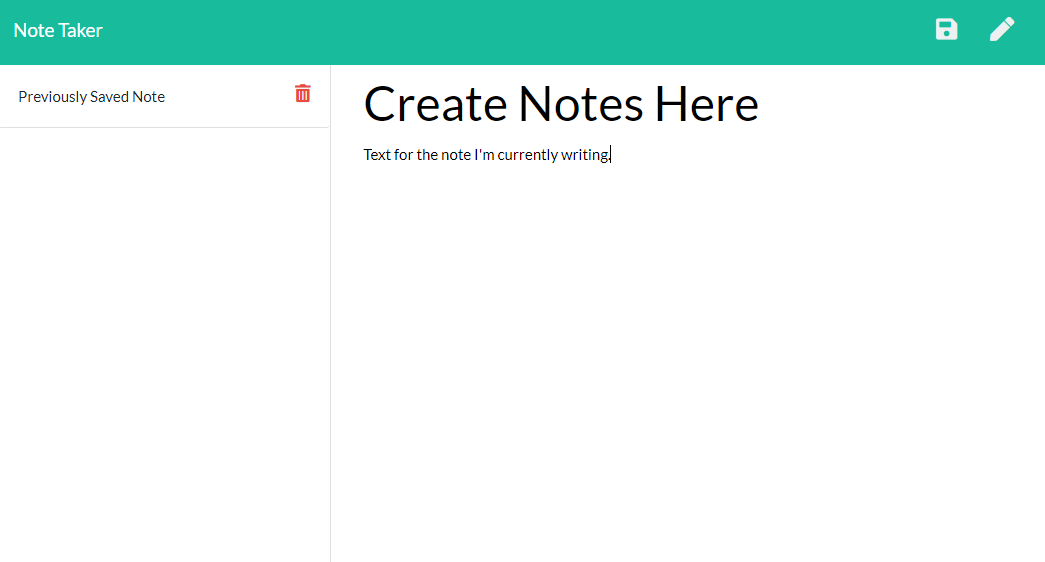 Note Taker
Previously Saved Note
Create Notes Here
Text for the note I'm currently writing.